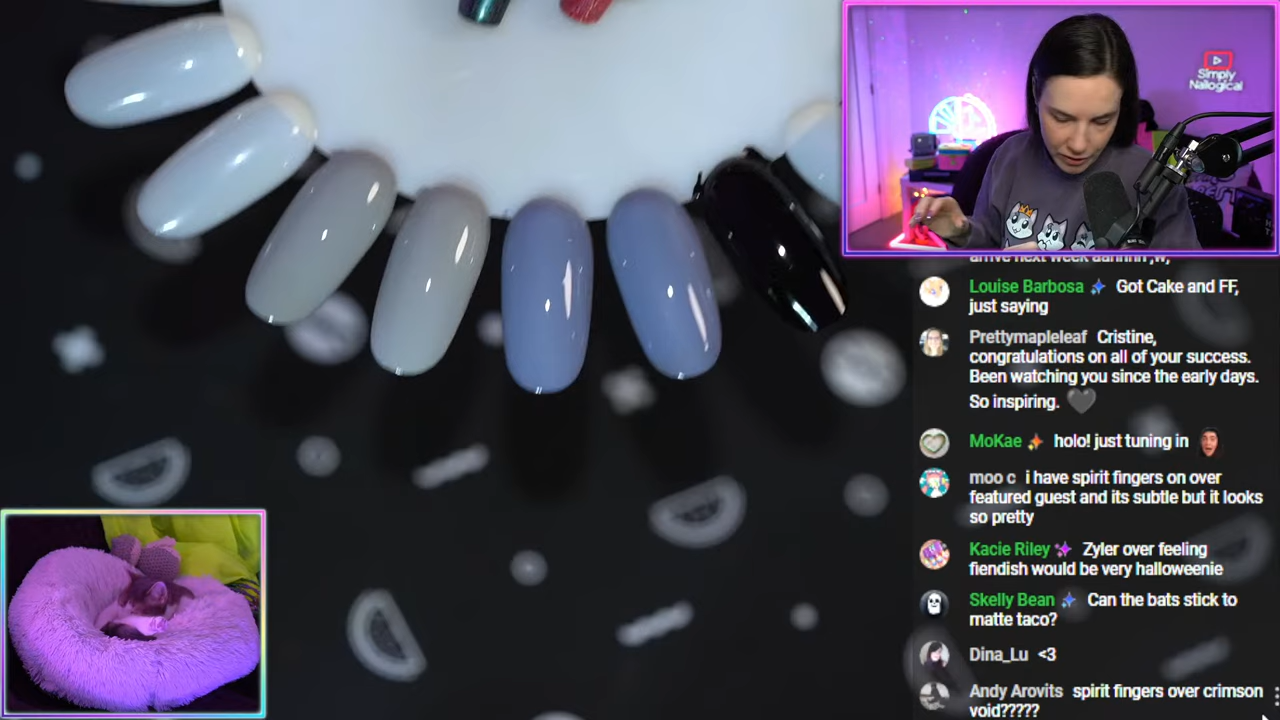 Simply
Nailogical
arrive next week aahhhh ,w,
Louise Barbosa Got Cake and FF,
just saying
Prettymapleleaf Cristine,
congratulations on all of your success.
Been watching you since the early days.
So inspiring.
MoKae holo! just tuning in
moo c i have spirit fingers on over
featured guest and its subtle but it looks
so pretty
Kacie Riley Zyler over feeling
fiendish would be very halloweenie
Skelly Bean Can the bats stick to
matte taco?
Dina_Lu <3
Andy Arovits spirit fingers over crimson
void?????